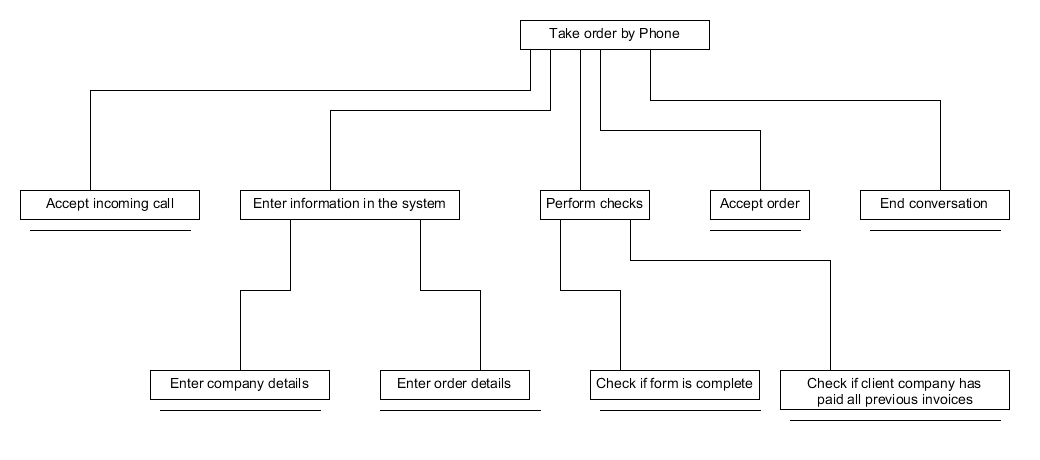 Take order by Phone
Accept incoming call
Enter information in the system
Perform checks
Accept order
End conversation
Enter company details
Enter order details
Check if form is complete
Check if client company has
paid all previous invoices